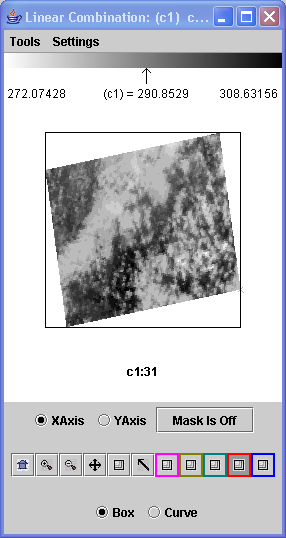 Linear Combination: (c1) c...
Tools Settings
272.07428 (c1) = 290.8529 308.63156
c1:31
XAxis YAxis Mask Is Off
Box Curve